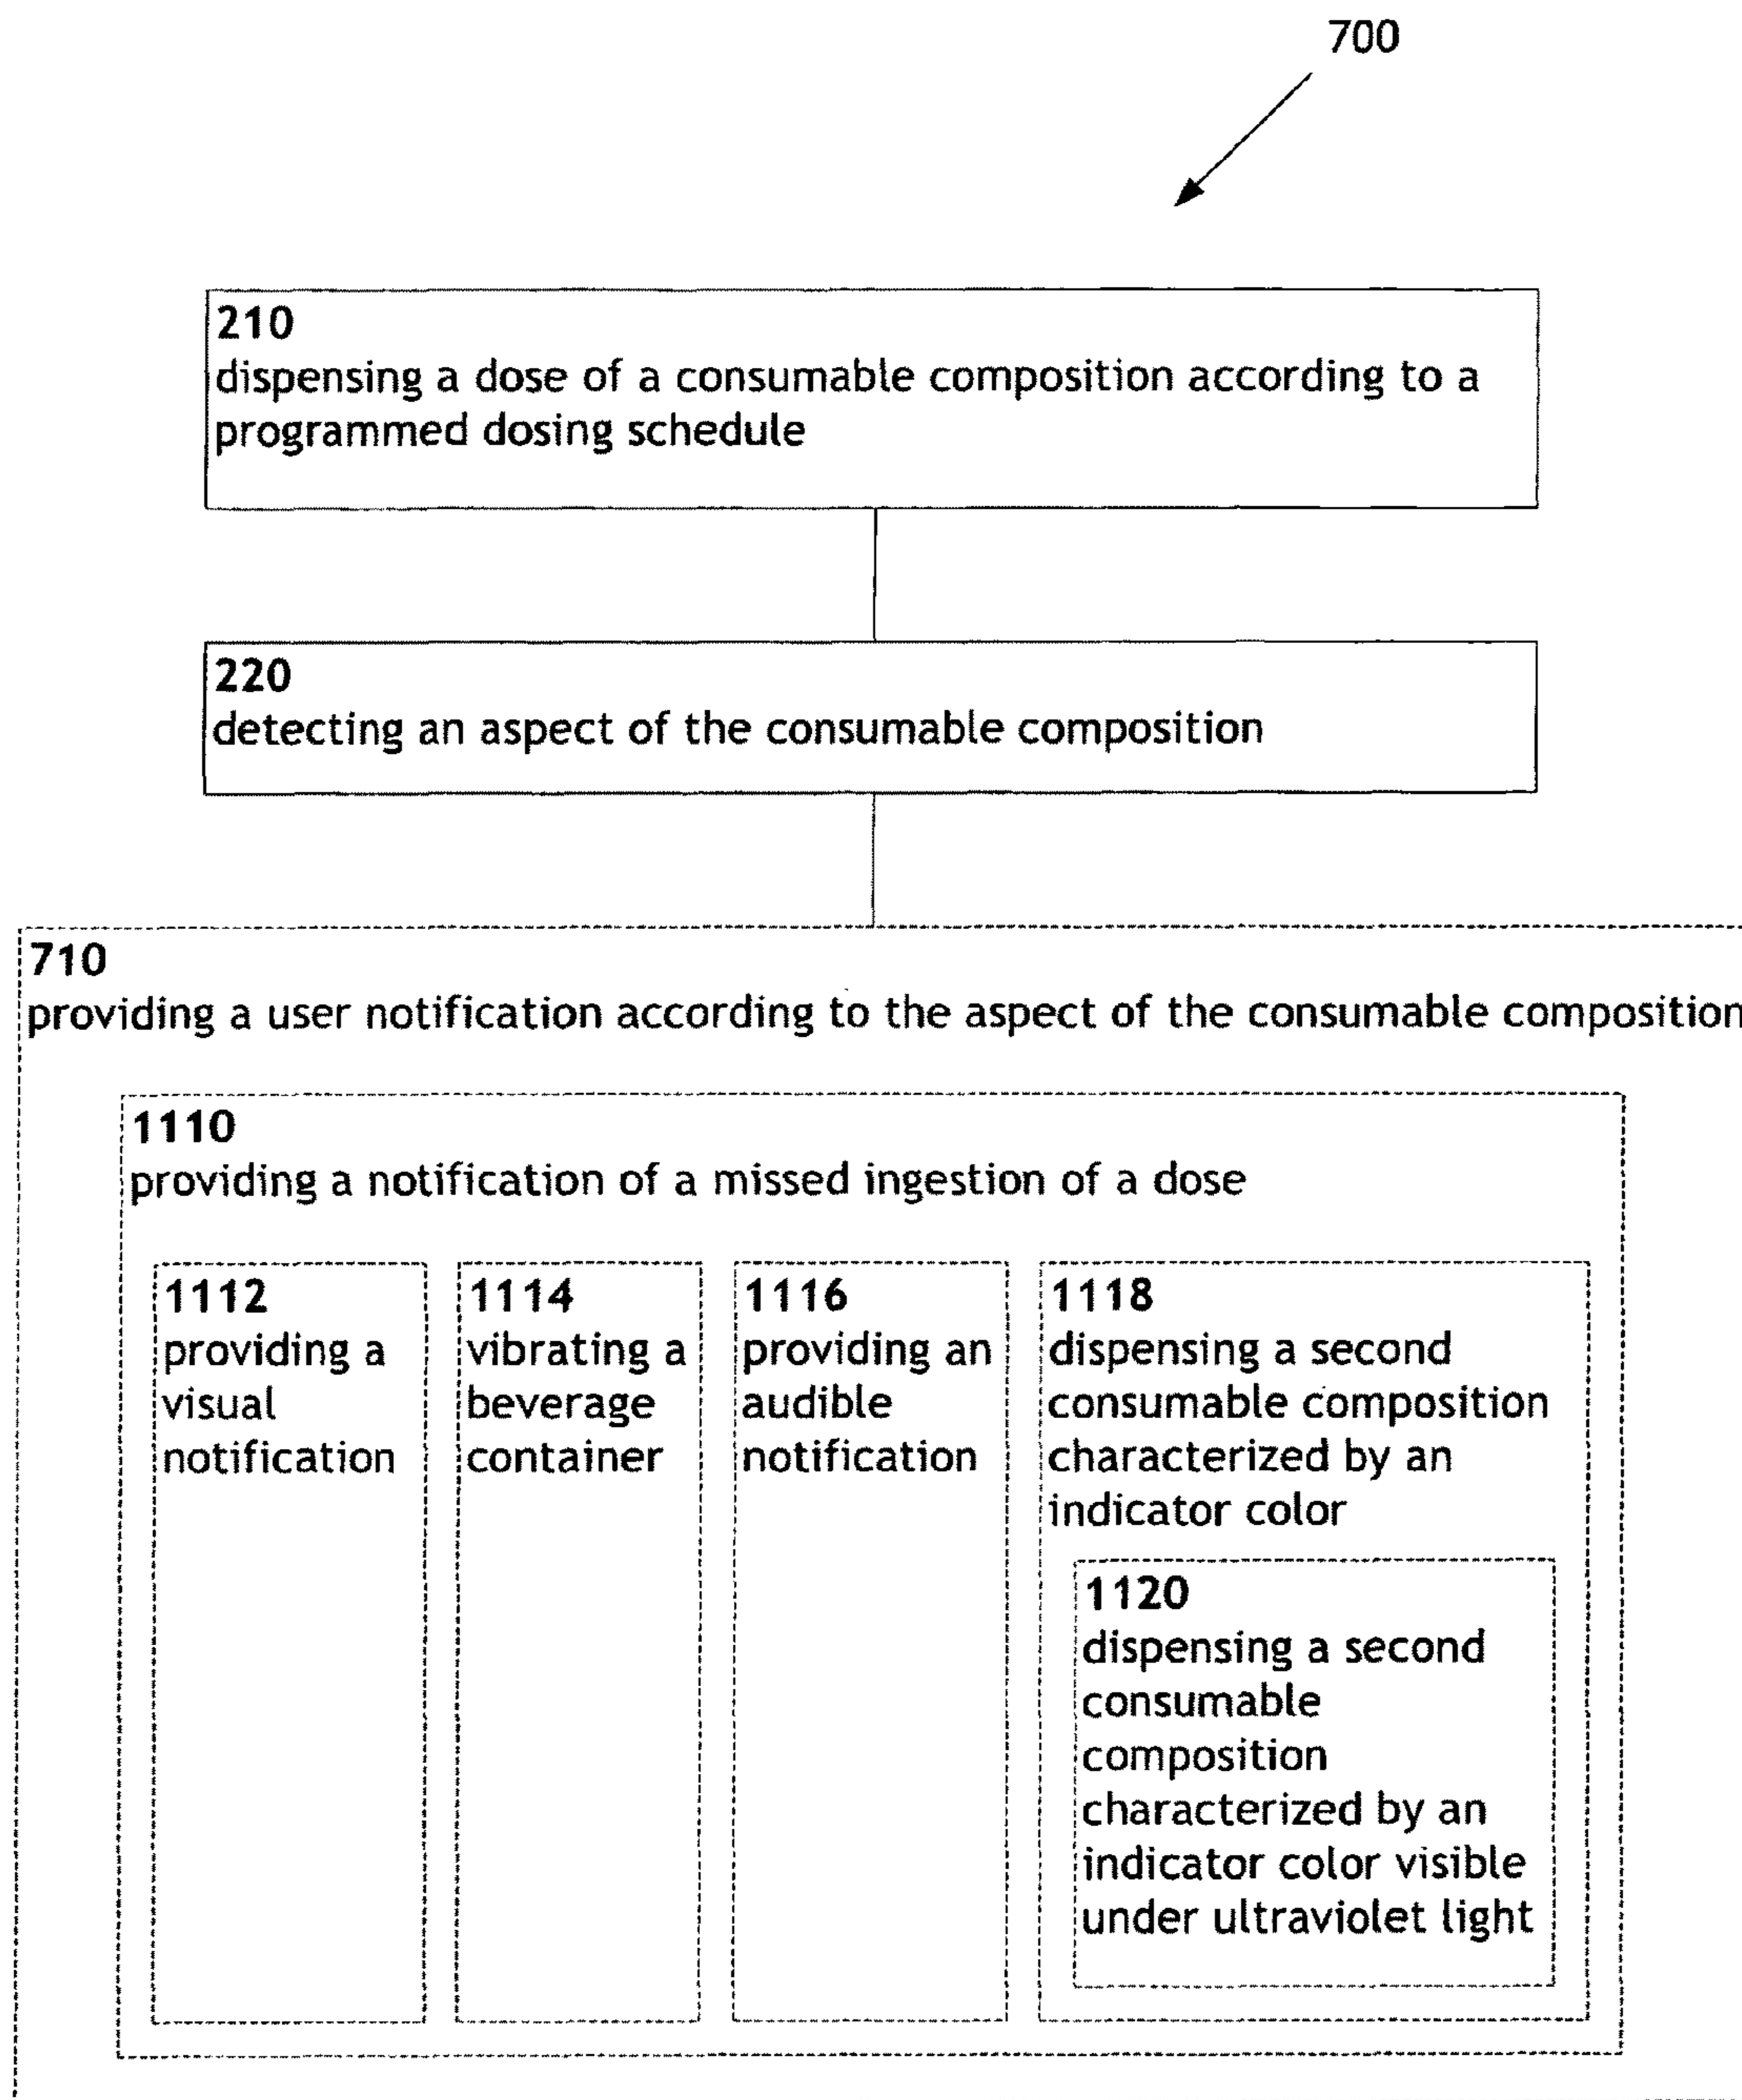 700
210
dispensing a dose of a consumable composition according to a
programmed dosing schedule
220
detecting an aspect of the consumable composition
710
providing a user notification according to the aspect of the consumable composition
1110
providing a notification of a missed ingestion of a dose
1112
providing a
visual
notification
1114
vibrating a
beverage
container
1116
providing an
audible
notification
1118
dispensing a second
consumable composition
characterized by an
indicator color
1120
dispensing a second
consumable
composition
characterized by an
indicator color visible
under ultraviolet light